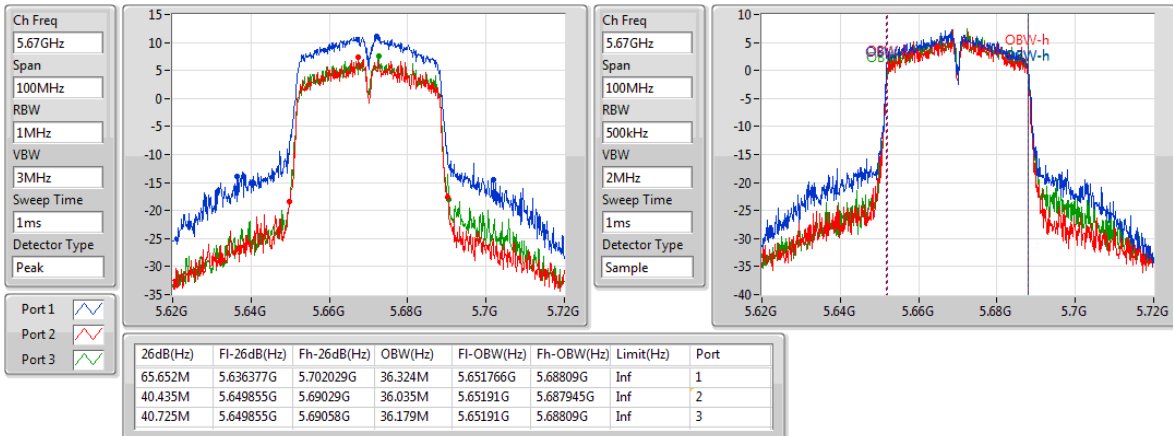 Ch Freq
5.67GHz
Span
100MHz
RBW
1MHz
VBW
3MHz
Sweep Time
1ms
Detector Type
Peak
15
10
5
0
-5
-10
-15
-20
-25
-30
-35
5.62G 5.64G 5.66G 5.68G 5.7G 5.72G
Ch Freq
5.67GHz
Span
100MHz
RBW
500kHz
VBW
2MHz
Sweep Time
1ms
Detector Type
Sample
10
5
0
-5
-10
-15
-20
-25
-30
-35
-40
OBW-h
OBW-h
5.62G 5.64G 5.66G 5.68G 5.7G 5.72G
Port 1
Port 2
Port 3
26dB(Hz) Fl-26dB(Hz) Fh-26dB(Hz) OBW(Hz) Fl-OBW(Hz) Fh-OBW(Hz) Limit(Hz) Port
65.652M 5.636377G 5.702029G 36.324M 5.651766G 5.68809G Inf 1
40.435M 5.649855G 5.69029G 36.035M 5.65191G 5.687945G Inf 2
40.725M 5.649855G 5.69058G 36.179M 5.65191G 5.68809G Inf 3